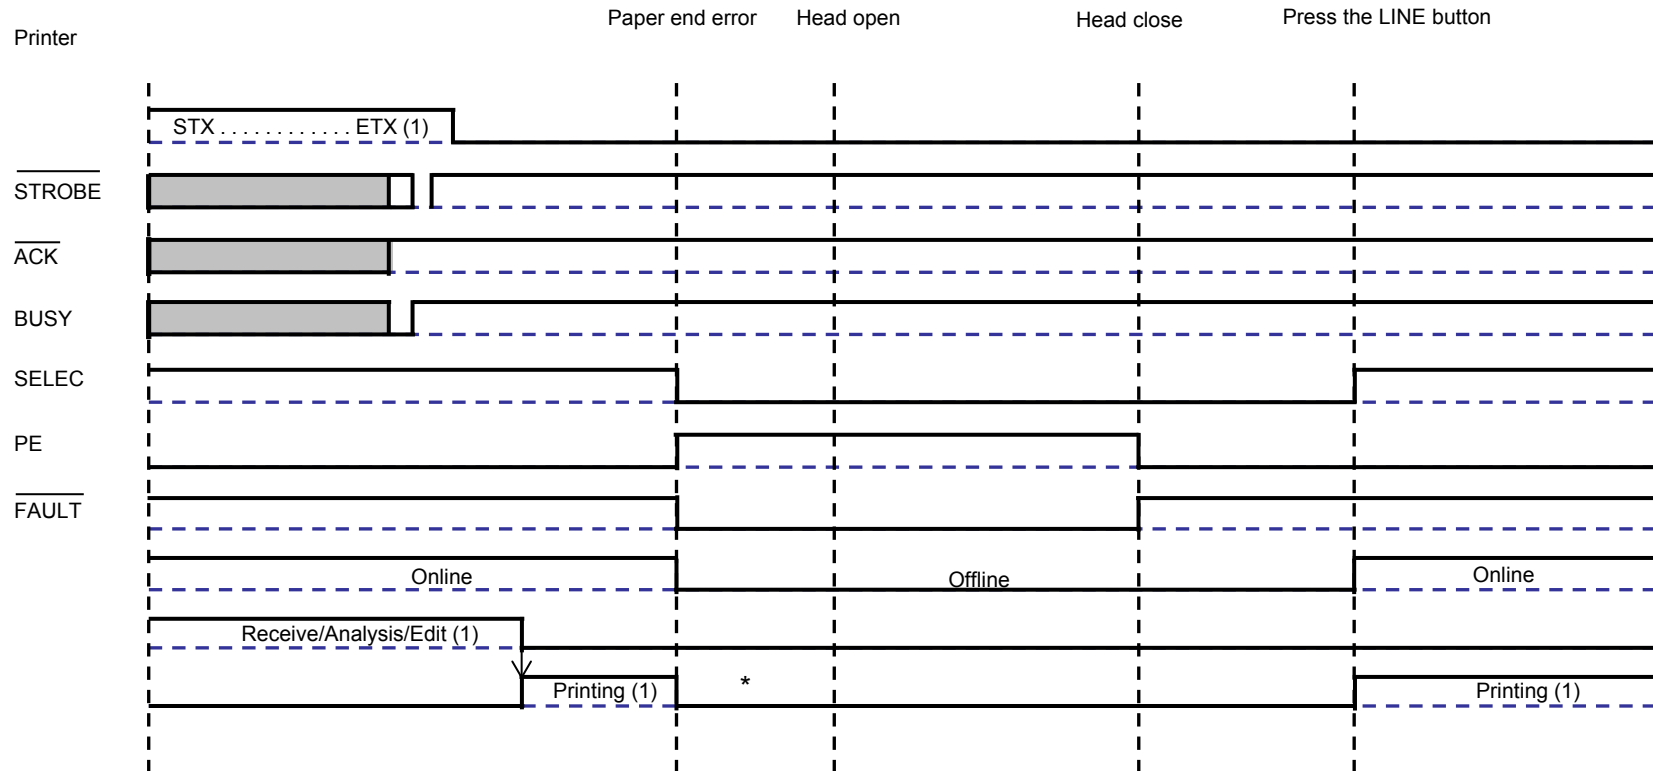 Paper end error
Head open
Head close
Press the LINE button
Printer
STX . . . . . . . . . . . . ETX (1)
STROBE
ACK
BUSY
SELEC
PE
FAULT
Online
Offline
Online
Receive/Analysis/Edit (1)
Printing (1)
*
Printing (1)